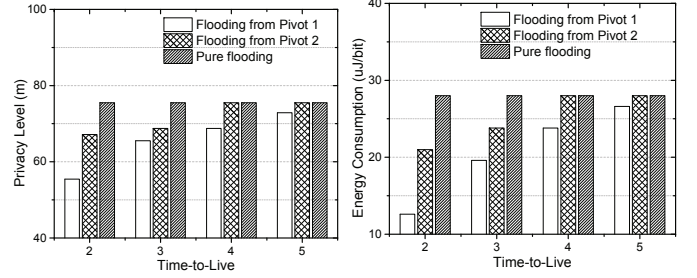 Privacy Level (m)
100
80
60
40
Flooding from Pivot 1
Flooding from Pivot 2
Pure flooding
2 3 4 5
Time-to-Live
Energy Consumption (uJ/bit)
40
30
20
10
Flooding from Pivot 1
Flooding from Pivot 2
Pure flooding
2 3 4 5
Time-to-Live